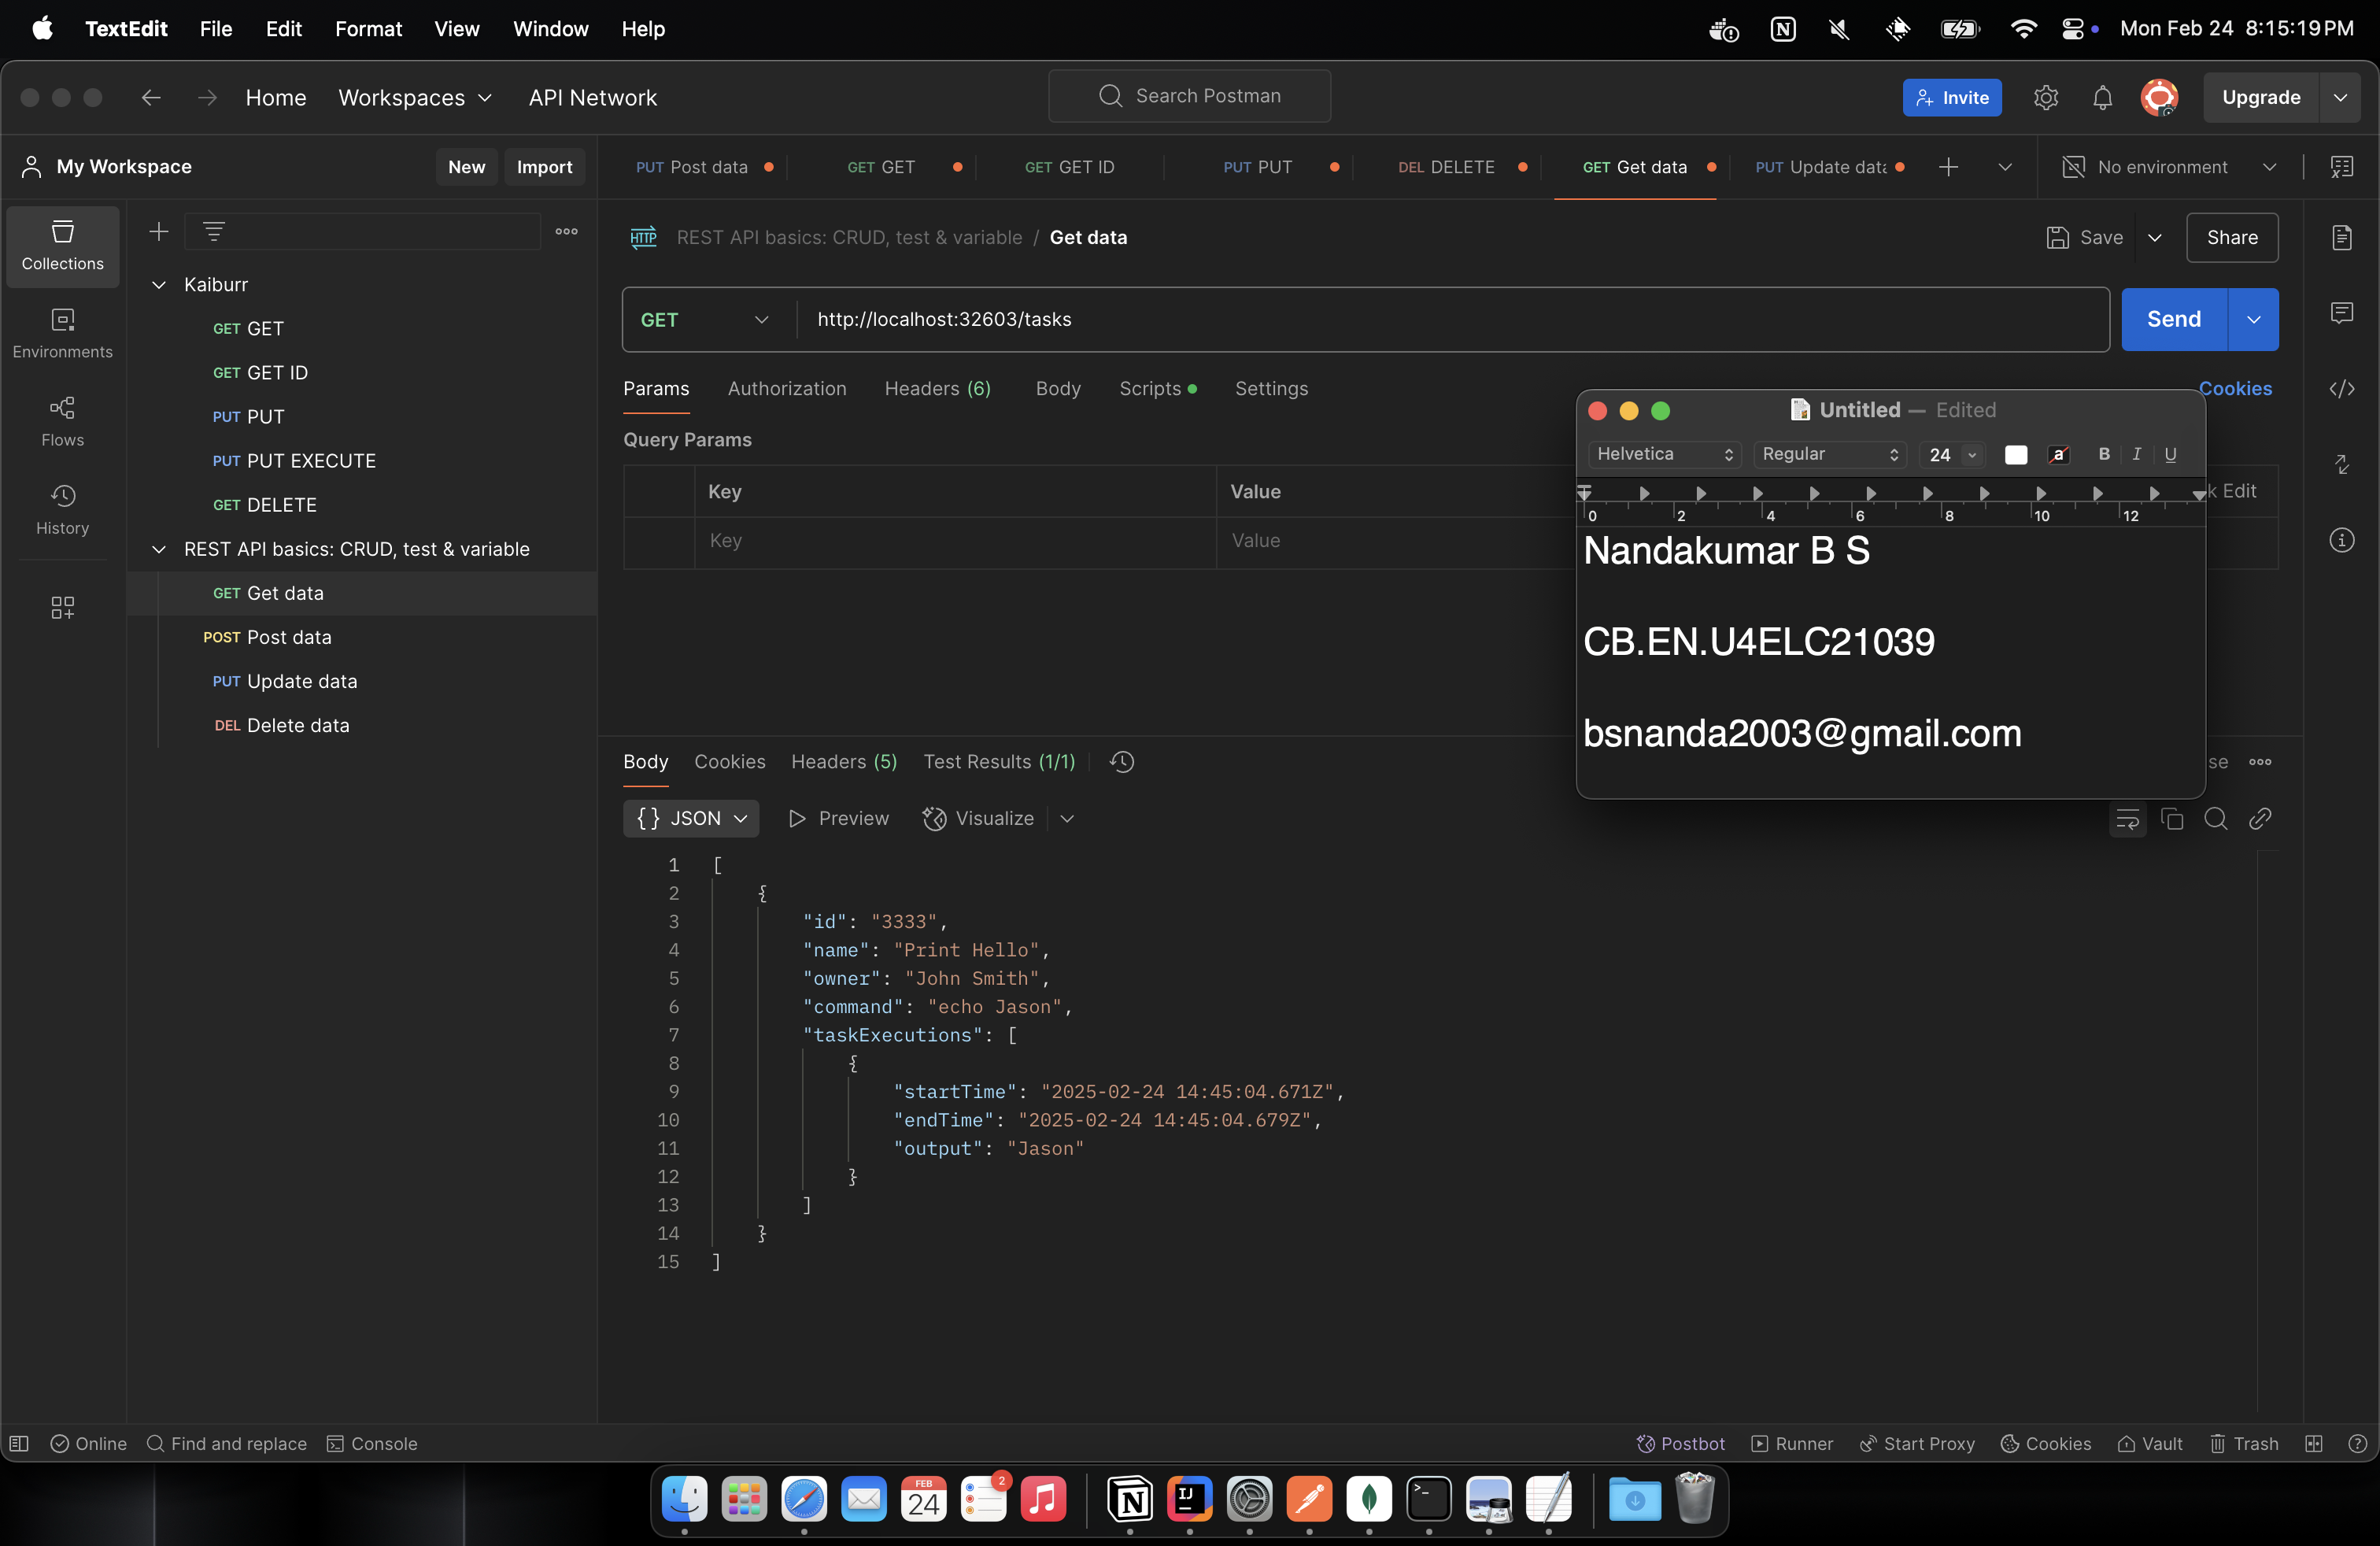 TextEdit File Edit Format View Window Help Mon Feb 24 8:15:19 PM
Home Workspaces API Network Search Postman Invite Upgrade
My Workspace New Import
PUT Post data GET GET GET GET ID PUT PUT DEL DELETE GET Get data PUT Update data No environment
Collections
Environments
Flows
History
Kaiburr
GET GET
GET GET ID
PUT PUT
PUT PUT EXECUTE
GET DELETE
REST API basics: CRUD, test & variable
GET Get data
POST Post data
PUT Update data
DEL Delete data
HTTP REST API basics: CRUD, test & variable / Get data Save Share
GET http://localhost:32603/tasks Send
Params Authorization Headers (6) Body Scripts Settings Cookies
Query Params
Key Value k Edit
Key Value
Untitled — Edited
Helvetica Regular 24 a B I U
0 2 4 6 8 10 12
Nandakumar B S
CB.EN.U4ELC21039
bsnanda2003@gmail.com
Body Cookies Headers (5) Test Results (1/1) se
{} JSON Preview Visualize
1 [
2 {
3 "id": "3333",
4 "name": "Print Hello",
5 "owner": "John Smith",
6 "command": "echo Jason",
7 "taskExecutions": [
8 {
9 "startTime": "2025-02-24 14:45:04.671Z",
10 "endTime": "2025-02-24 14:45:04.679Z",
11 "output": "Jason"
12 }
13 ]
14 }
15 ]
Online Find and replace Console Postbot Runner Start Proxy Cookies Vault Trash
FEB
24
2
IJ